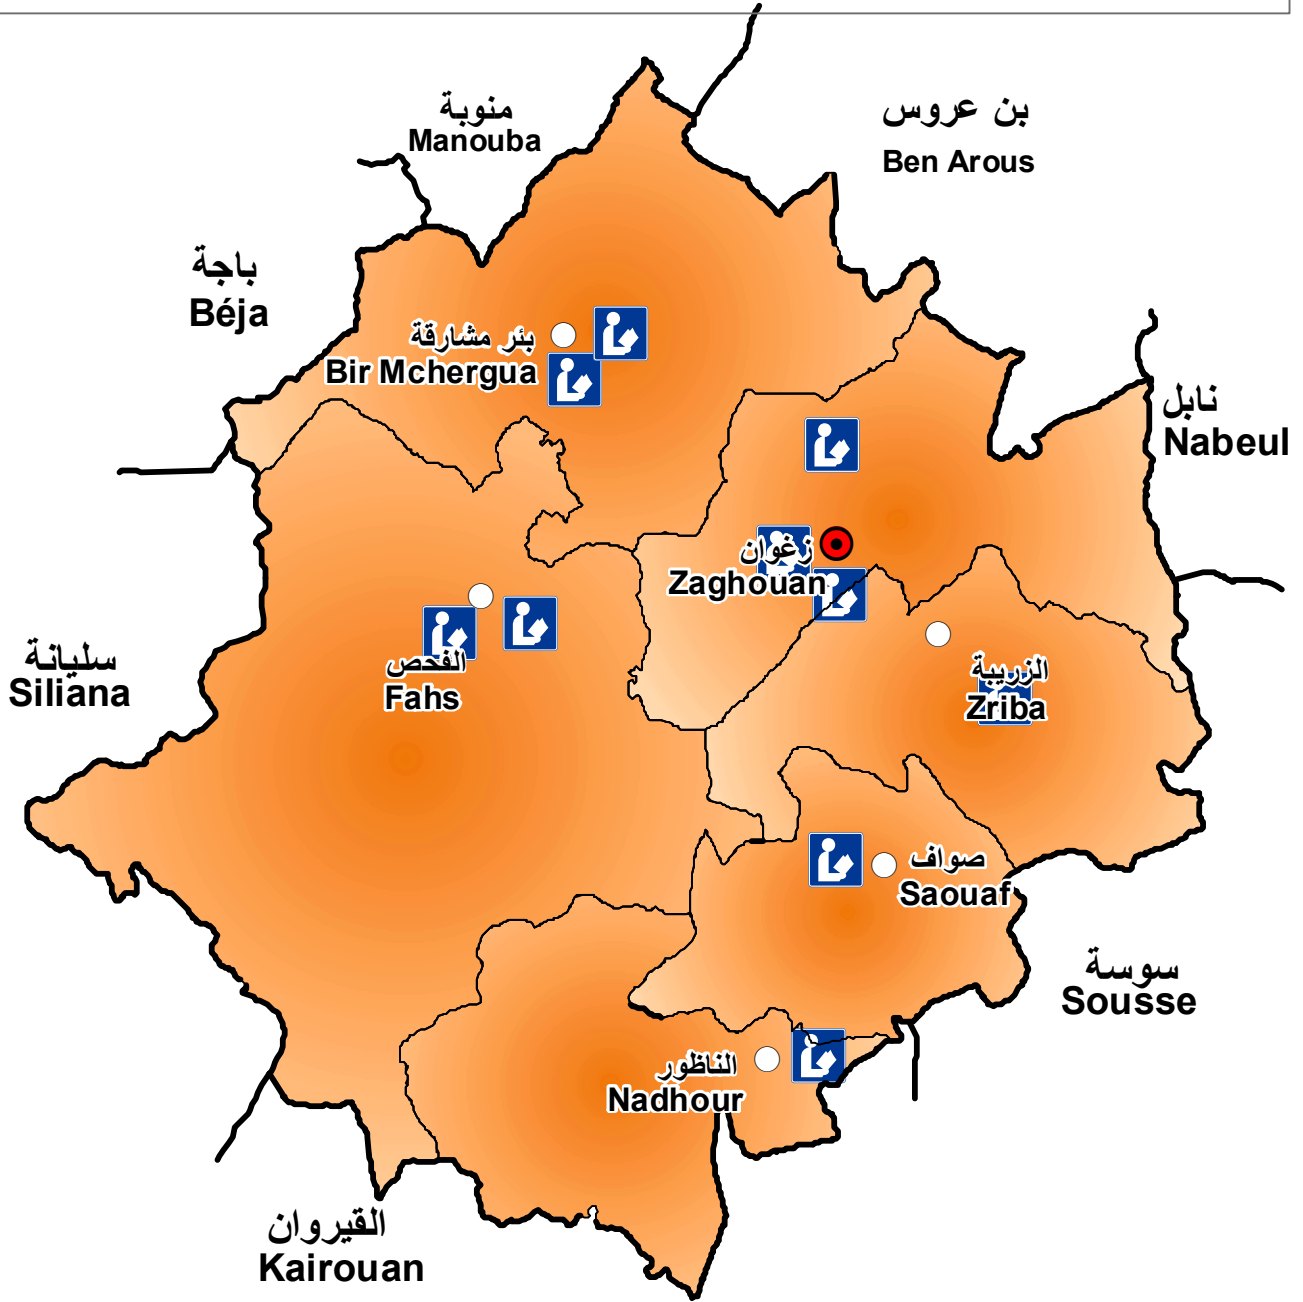 منوبة
Manouba
بن عروس
Ben Arous
باجة
Béja
بئر مشارقة
Bir Mchergua
نابل
Nabeul
زغوان
Zaghouan
سليانة
Siliana
الفحص
Fahs
الزريبة
Zriba
صواف
Saouaf
سوسة
Sousse
الناظور
Nadhour
القيروان
Kairouan